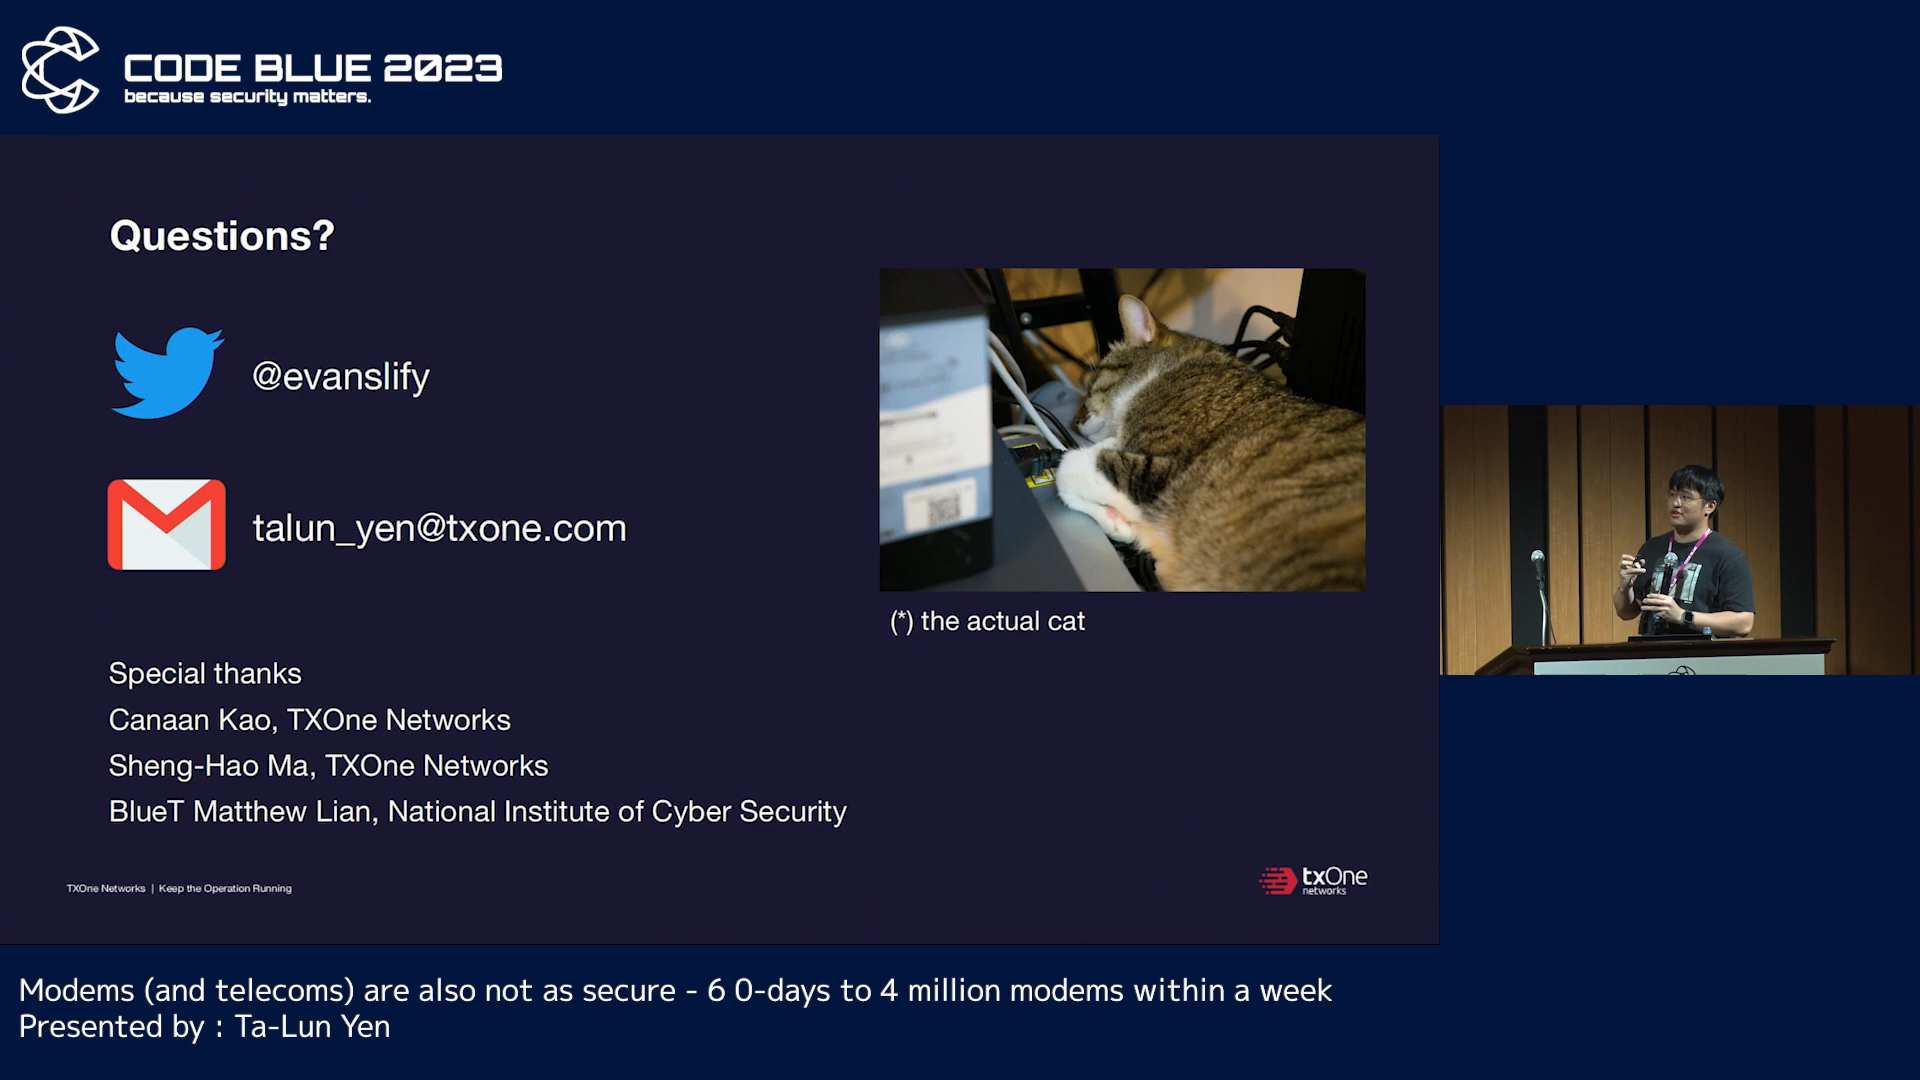 CODE BLUE 2023
because security matters.
Questions?
@evanslify
talun_yen@txone.com
(*) the actual cat
Special thanks
Canaan Kao, TXOne Networks
Sheng-Hao Ma, TXOne Networks
BlueT Matthew Lian, National Institute of Cyber Security
TXOne Networks | Keep the Operation Running
txOne
networks
Modems (and telecoms) are also not as secure - 6 0-days to 4 million modems within a week
Presented by : Ta-Lun Yen